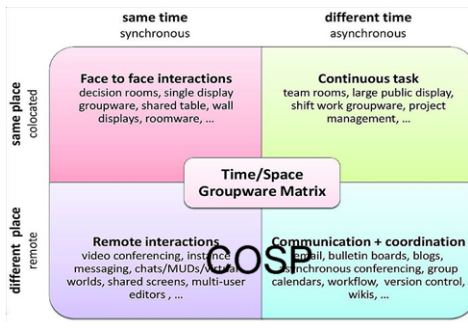 same time
synchronous
different time
asynchronous
same place
colocated
Face to face interactions
decision rooms, single display
groupware, shared table, wall
displays, roomware, ...
Continuous task
team rooms, large public display,
shift work groupware, project
management, ...
Time/Space
Groupware Matrix
different place
remote
Remote interactions
video conferencing, instance
messaging, chats/MUDs/virtual
worlds, shared screens, multi-user
editors , ...
COSP
Communication + coordination
email, bulletin boards, blogs,
asynchronous conferencing, group
calendars, workflow, version control,
wikis, ...